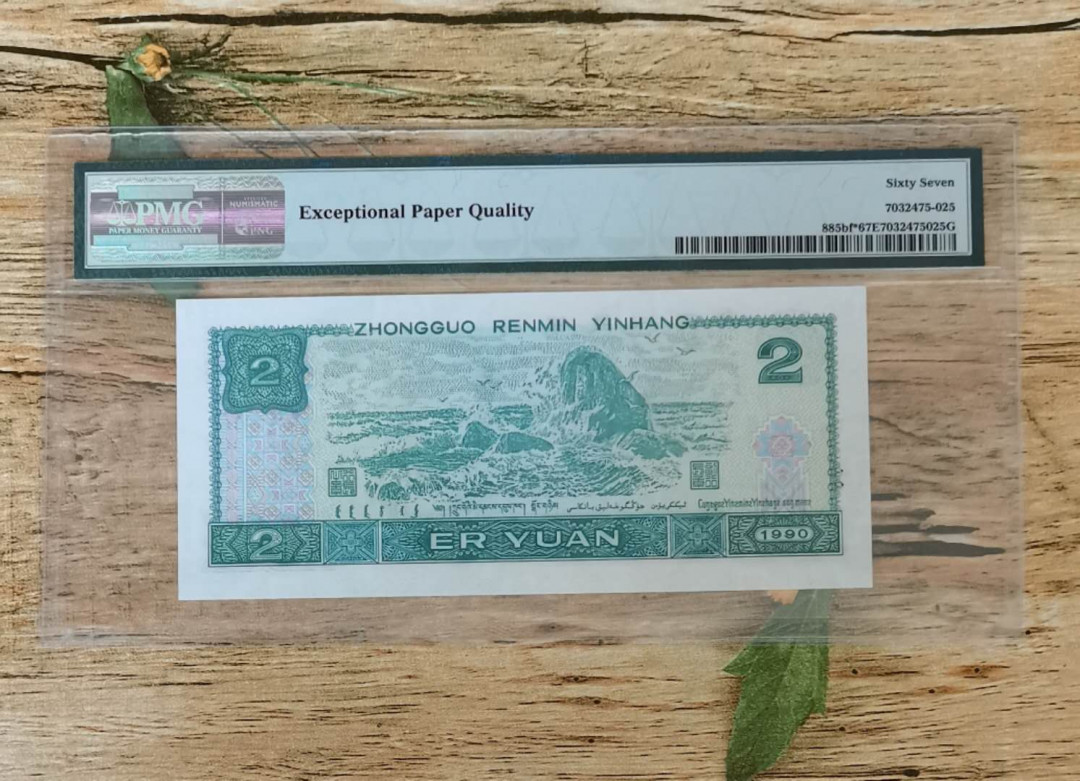 PMG
PAPER MONEY GUARANTY
NUMISMATIC
PNG
Exceptional Paper Quality
Sixty Seven
7032475-025
885bf*67E7032475025G
ZHONGGUO RENMIN YINHANG
2
2
2 ER YUAN 1990